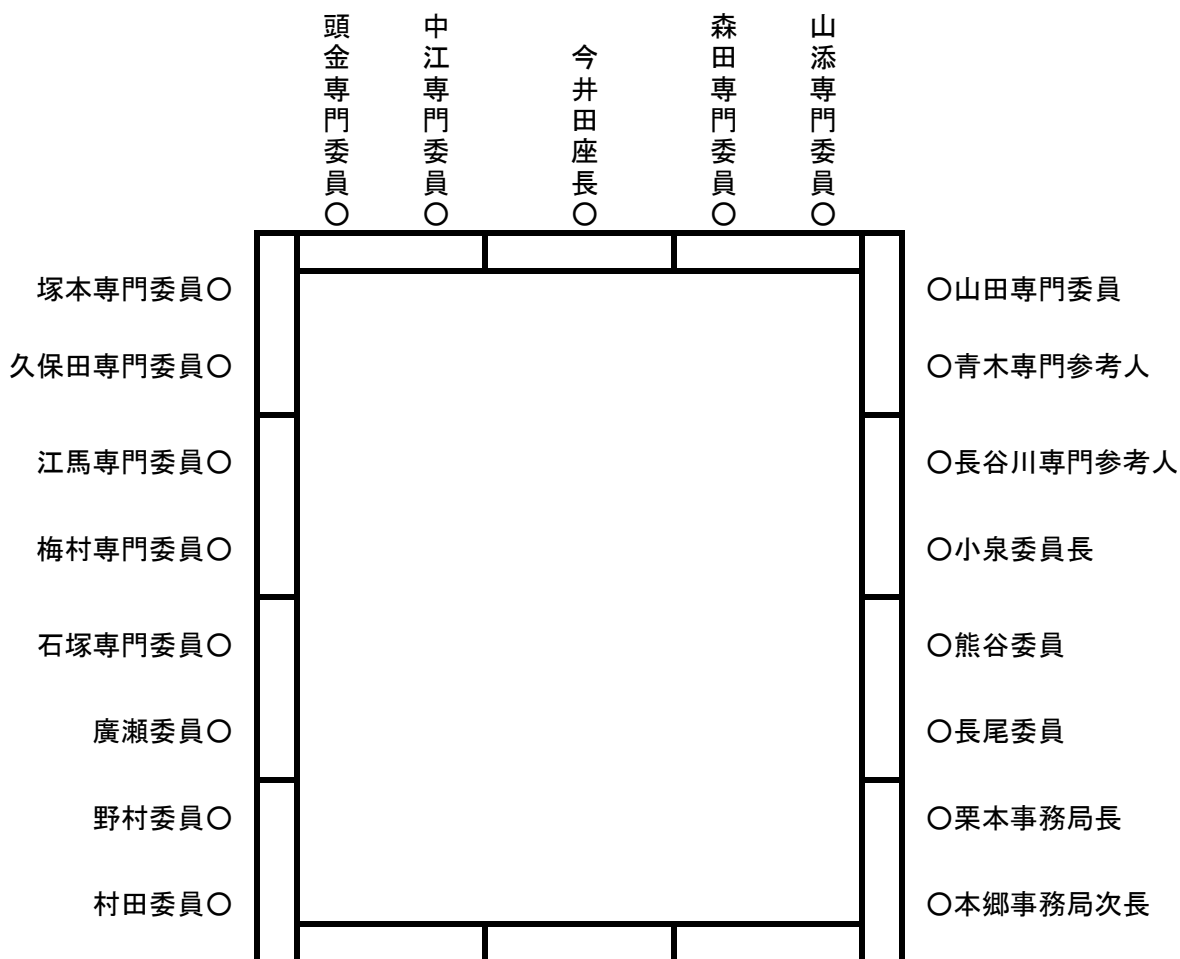 頭金専門委員○
中江専門委員○
今井田座長○
森田専門委員○
山添専門委員○
塚本専門委員○
久保田専門委員○
江馬専門委員○
梅村専門委員○
石塚専門委員○
廣瀬委員○
野村委員○
村田委員○
○山田専門委員
○青木専門参考人
○長谷川専門参考人
○小泉委員長
○熊谷委員
○長尾委員
○栗本事務局長
○本郷事務局次長